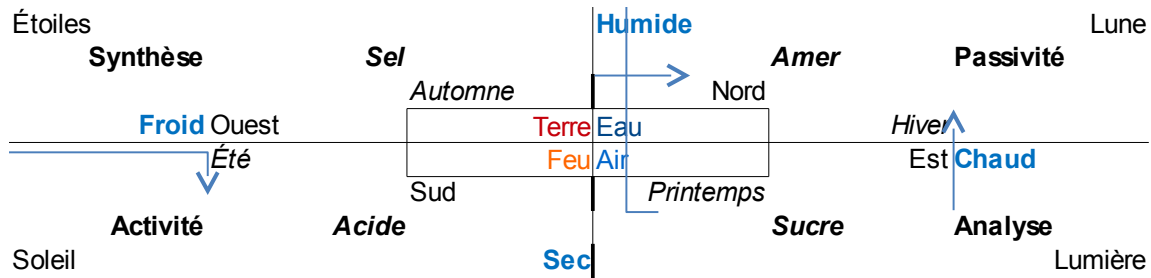 Étoiles Humide Lune
Synthèse Sel Amer Passivité
Automne Nord
Froid Ouest Terre Eau Hiver
Été Feu Air Est Chaud
Sud Printemps
Activité Acide Sucre Analyse
Soleil Sec Lumière